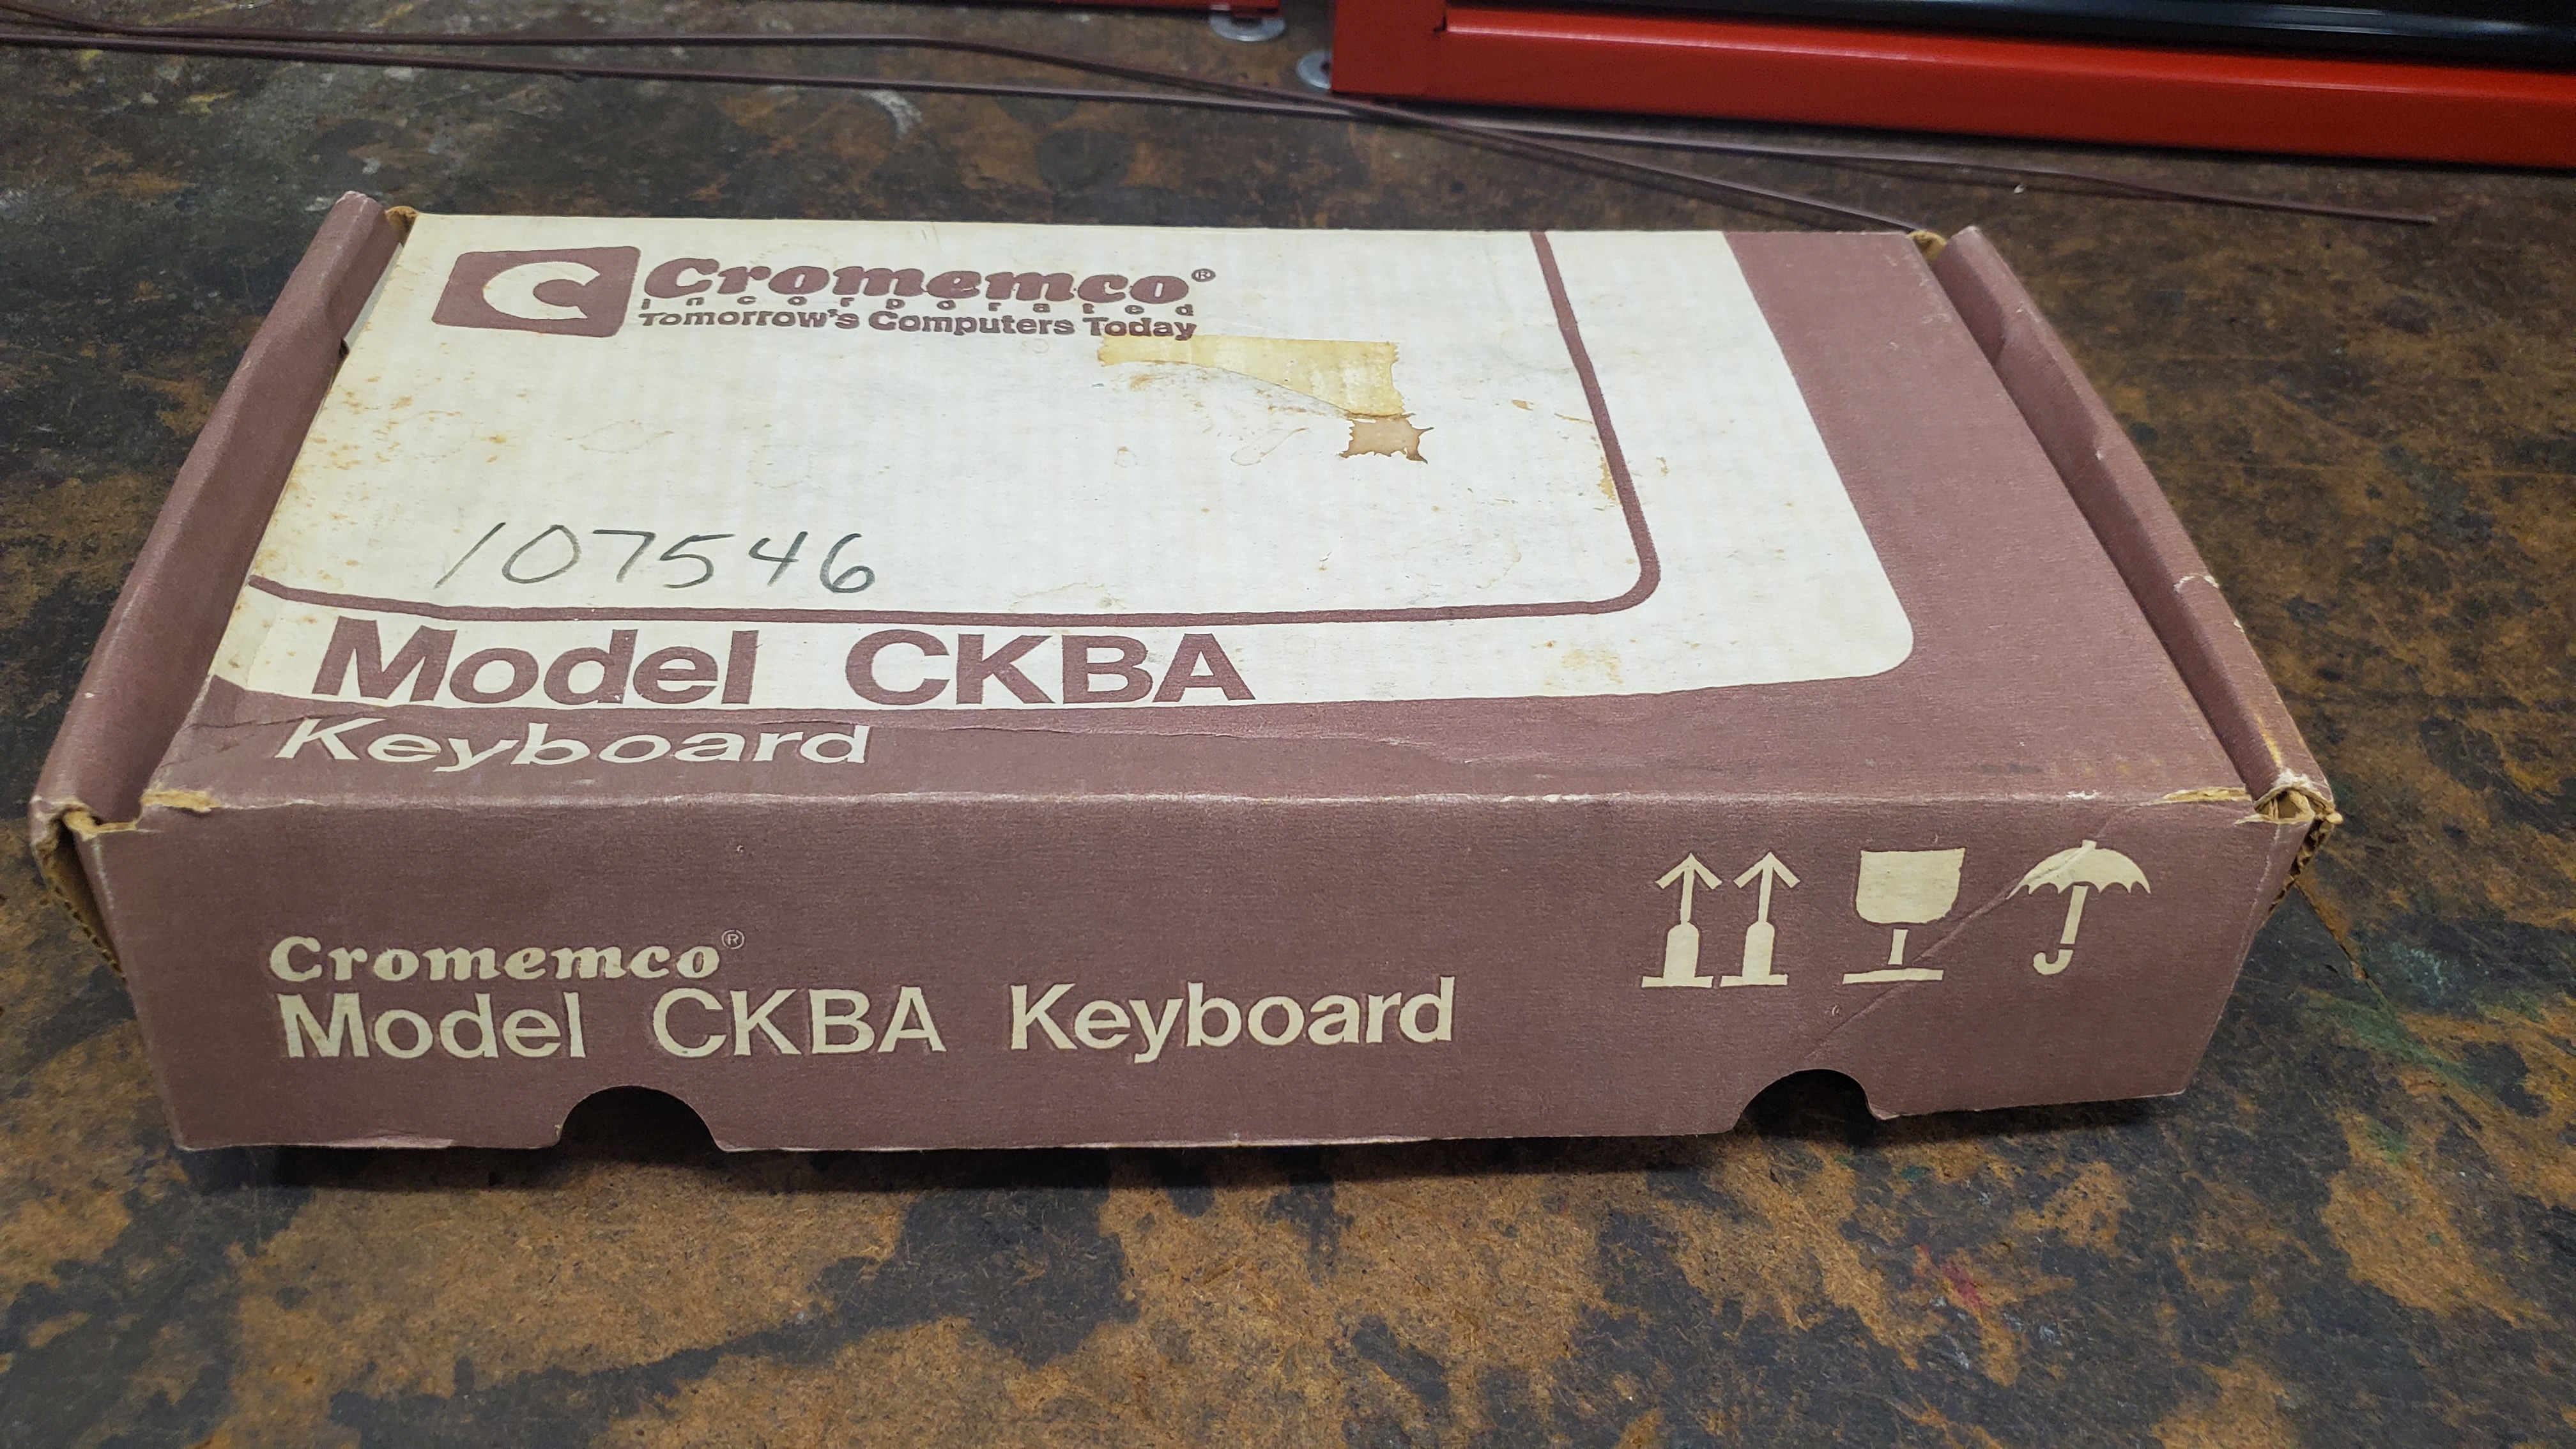 Cromemco®
incorporated
Tomorrow's Computers Today
107546
Model CKBA
Keyboard
Cromemco®
Model CKBA Keyboard